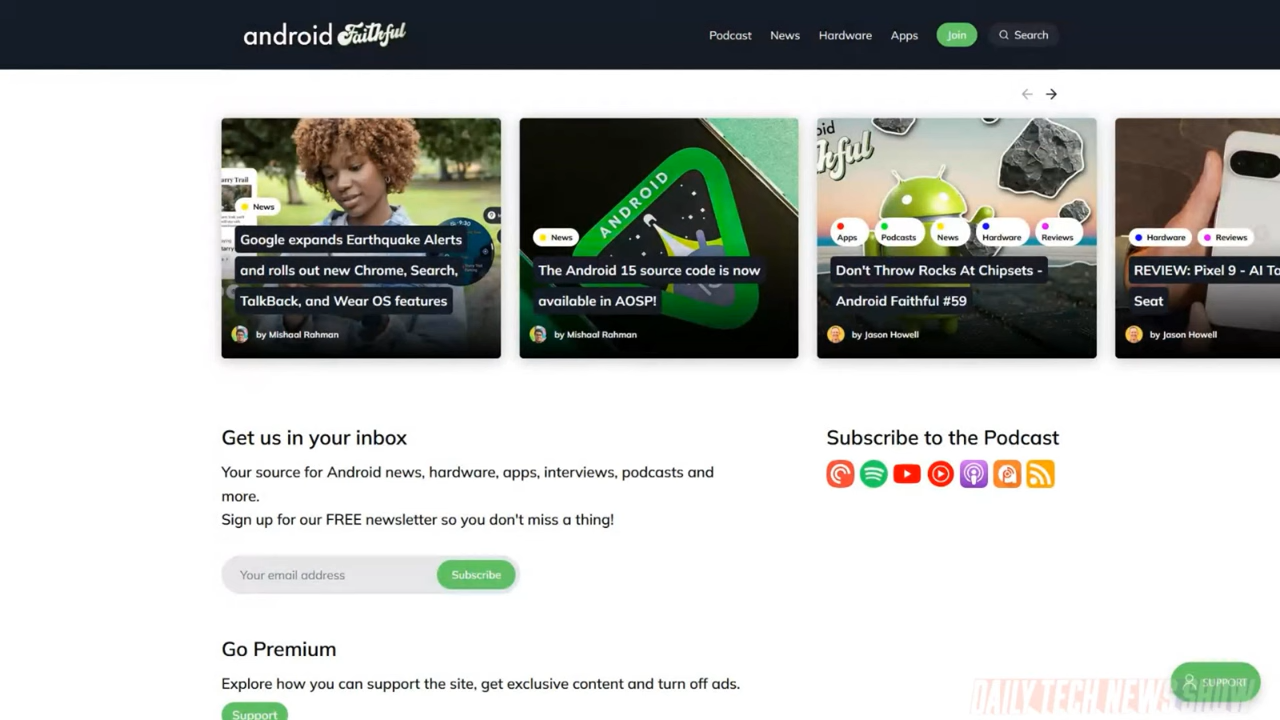 android Faithful
Podcast
News
Hardware
Apps
Join
Search
News
Google expands Earthquake Alerts
and rolls out new Chrome, Search,
TalkBack, and Wear OS features
by Mishaal Rahman
ANDROID
News
The Android 15 source code is now
available in AOSP!
by Mishaal Rahman
Apps
Podcasts
News
Hardware
Reviews
Don't Throw Rocks At Chipsets -
Android Faithful #59
by Jason Howell
Hardware
Reviews
REVIEW: Pixel 9 - AI Ta
Seat
by Jason Howell
Get us in your inbox
Your source for Android news, hardware, apps, interviews, podcasts and
more.
Sign up for our FREE newsletter so you don't miss a thing!
Your email address
Subscribe
Subscribe to the Podcast
Go Premium
Explore how you can support the site, get exclusive content and turn off ads.
Support
SUPPORT
DAILY TECH NEWS SHOW